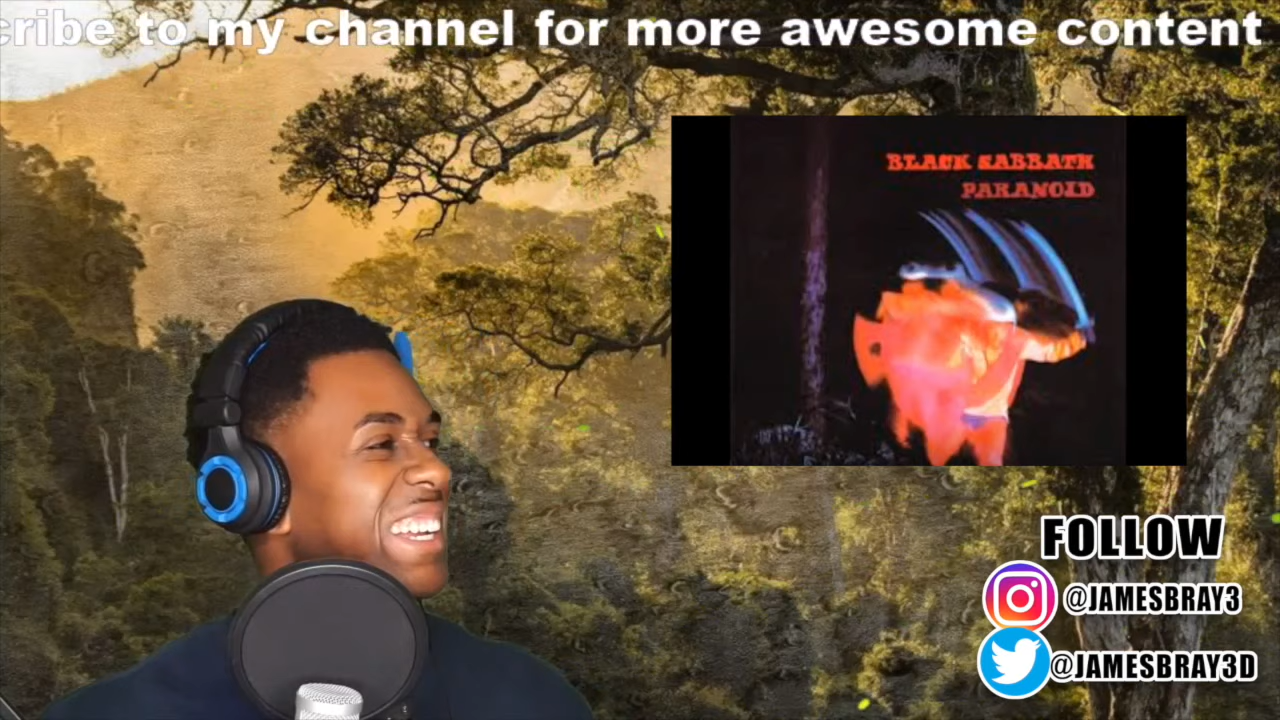 cribe to my channel for more awesome content
BLACK SABBATH
PARANOID
FOLLOW
@JAMESBRAY3
@JAMESBRAY3D